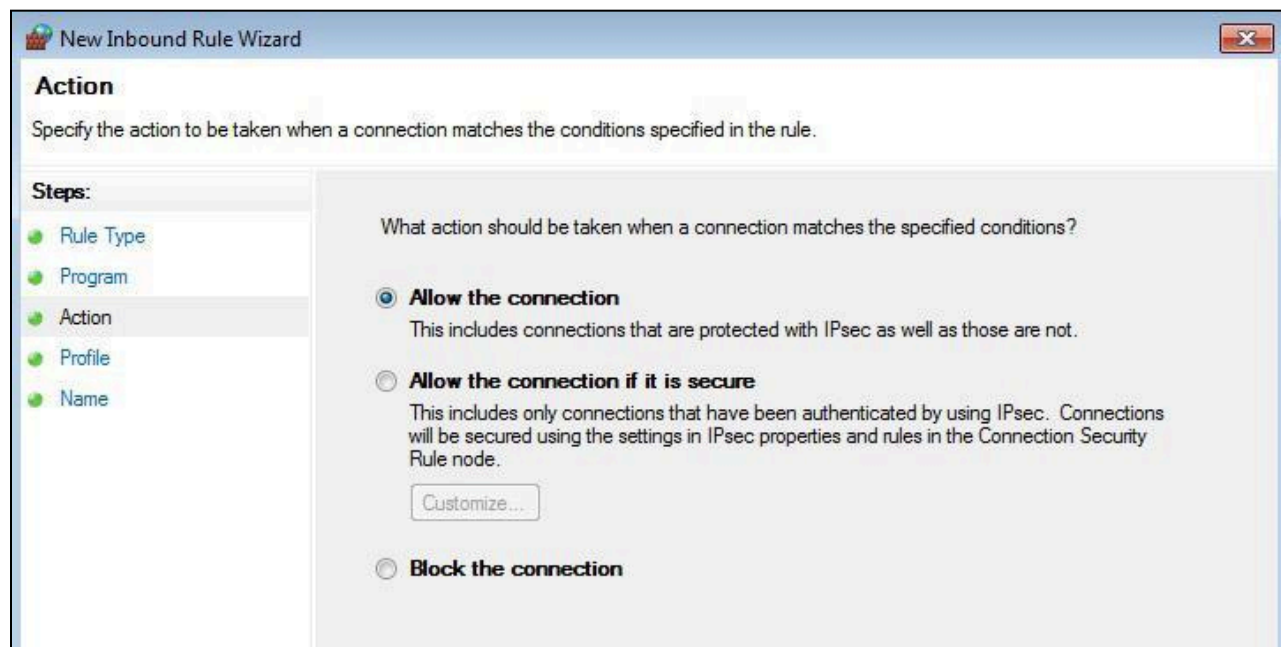 New Inbound Rule Wizard
Action
Specify the action to be taken when a connection matches the conditions specified in the rule.
Steps:
Rule Type
Program
Action
Profile
Name
What action should be taken when a connection matches the specified conditions?
Allow the connection
This includes connections that are protected with IPsec as well as those are not.
Allow the connection if it is secure
This includes only connections that have been authenticated by using IPsec. Connections
will be secured using the settings in IPsec properties and rules in the Connection Security
Rule node.
Customize...
Block the connection